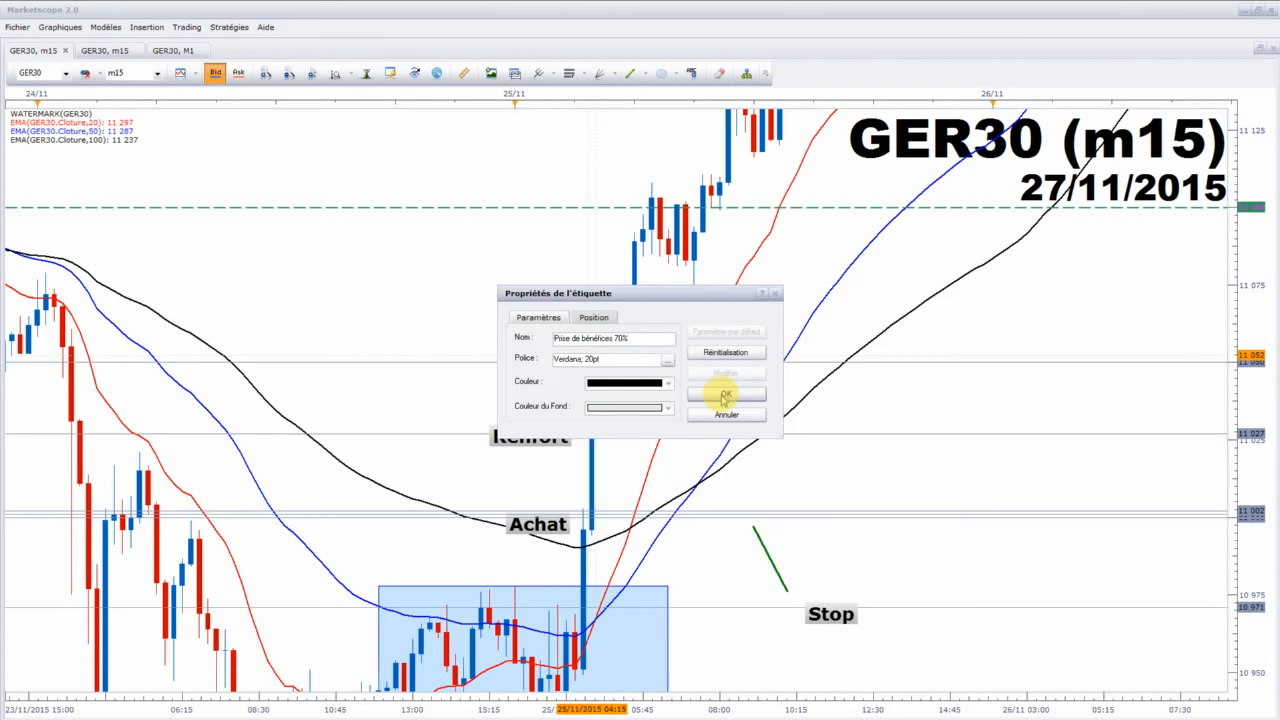 Marketscope 2.0
Fichier Graphiques Modèles Insertion Trading Stratégies Aide
GER30, m15 GER30, m15 GER30, M1
GER30 m15 Bid Ask
24/11 25/11 26/11
WATERMARK(GER30)
EMA(GER30.Cloture,20): 11 297
EMA(GER30.Cloture,50): 11 287
EMA(GER30.Cloture,100): 11 237
GER30 (m15)
27/11/2015
11 125
11 075
Propriétés de l'étiquette
Paramètres Position
Paramétrer par défaut
Nom : Prise de bénéfices 70%
Réinitialisation
Police : Verdana; 20pt ...
Modifier
Couleur :
OK
Couleur du Fond :
Annuler
11 052
11 050
Renfort
11 027
11 025
11 002
Achat
10 975
10 971
Stop
10 950
23/11/2015 15:00 06:15 08:30 10:45 13:00 15:15 25/ 25/11/2015 04:15 05:45 08:00 10:15 12:30 14:45 26/11 03:00 05:15 07:30